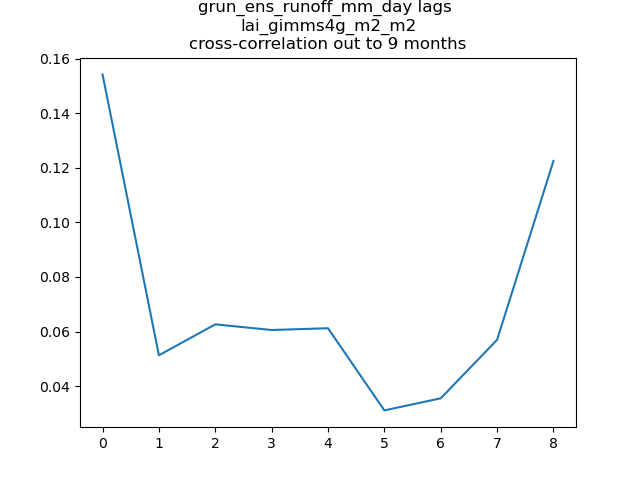 grun_ens_runoff_mm_day lags
lai_gimms4g_m2_m2
cross-correlation out to 9 months
0.16
0.14
0.12
0.10
0.08
0.06
0.04
0 1 2 3 4 5 6 7 8